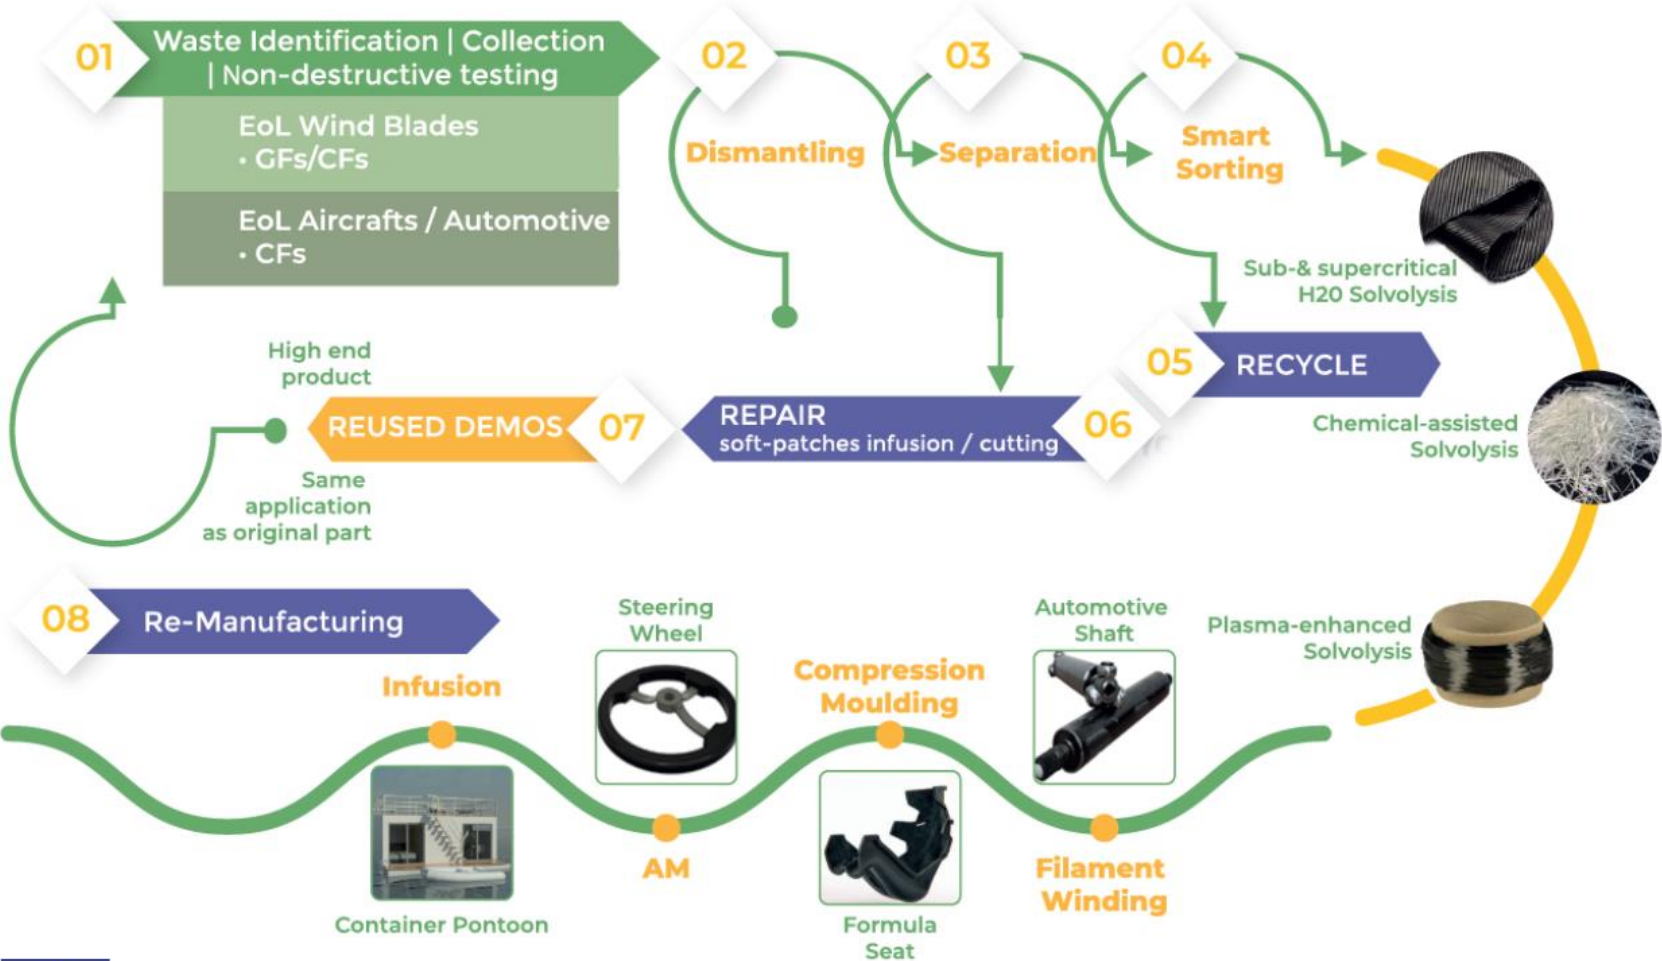 01
Waste Identification | Collection
| Non-destructive testing
EoL Wind Blades
• GFs/CFs
EoL Aircrafts / Automotive
• CFs
02
Dismantling
03
Separation
04
Smart
Sorting
Sub-& supercritical
H20 Solvolysis
05
RECYCLE
Chemical-assisted
Solvolysis
Plasma-enhanced
Solvolysis
06
REPAIR
soft-patches infusion / cutting
07
REUSED DEMOS
High end
product
Same
application
as original part
08
Re-Manufacturing
Infusion
Container Pontoon
Steering
Wheel
AM
Compression
Moulding
Formula
Seat
Automotive
Shaft
Filament
Winding